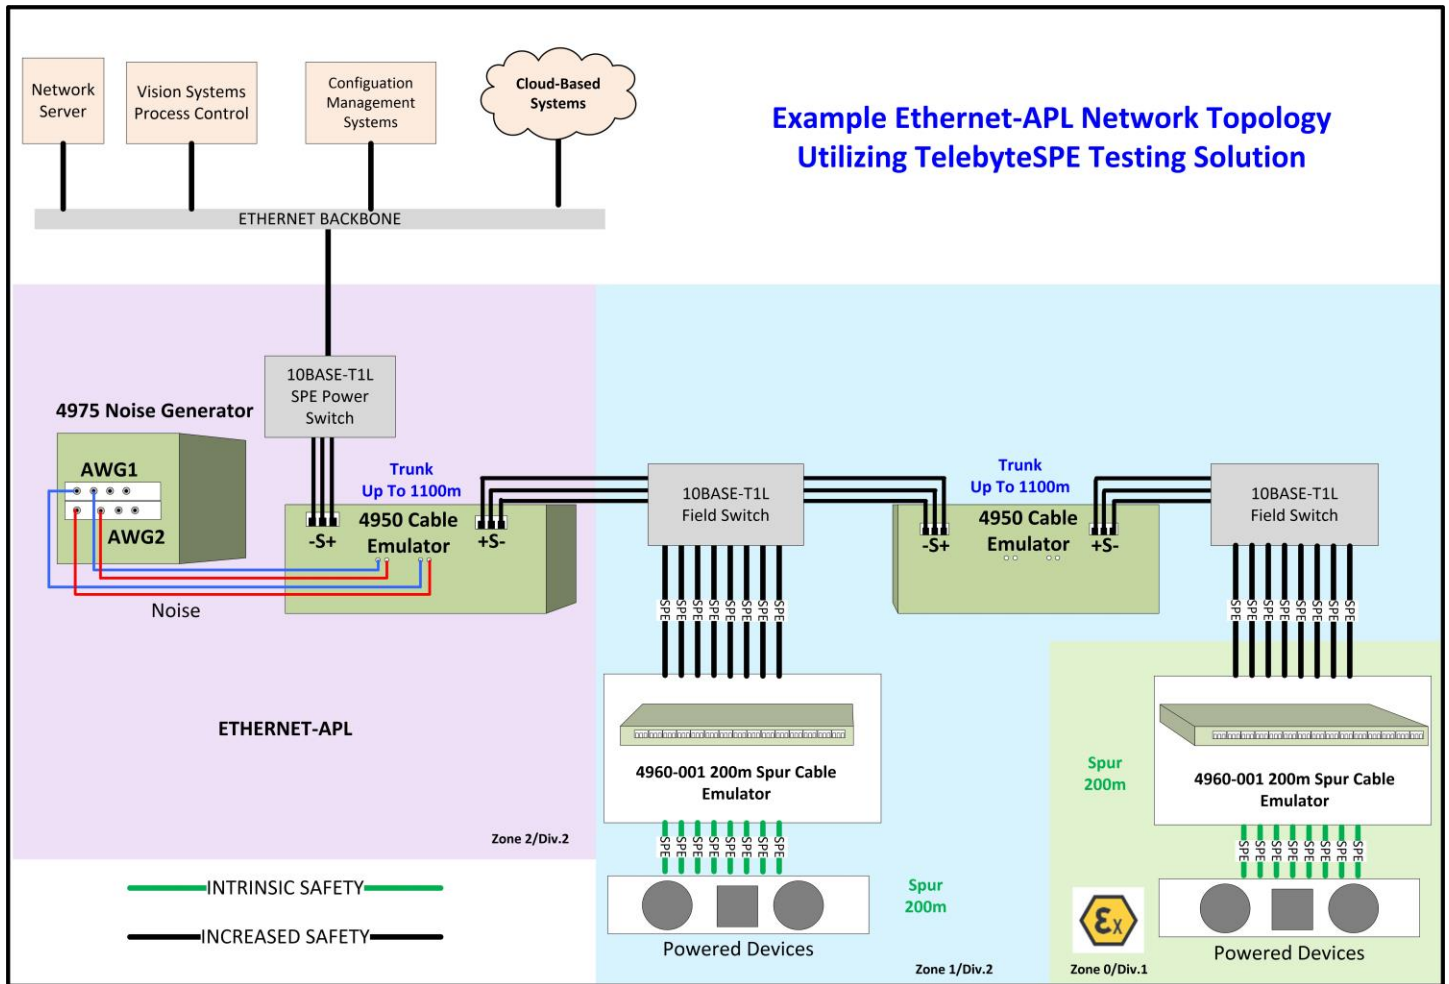 Network
Server
Vision Systems
Process Control
Configuation
Management
Systems
Cloud-Based
Systems
Example Ethernet-APL Network Topology
Utilizing TelebyteSPE Testing Solution
ETHERNET BACKBONE
10BASE-T1L
SPE Power
Switch
4975 Noise Generator
AWG1
AWG2
Noise
Trunk
Up To 1100m
4950 Cable
Emulator
-S+
+S-
10BASE-T1L
Field Switch
Trunk
Up To 1100m
4950 Cable
Emulator
-S+
+S-
10BASE-T1L
Field Switch
SPE SPE SPE SPE SPE SPE SPE SPE
SPE SPE SPE SPE SPE SPE SPE SPE
ETHERNET-APL
4960-001 200m Spur Cable
Emulator
Spur
200m
4960-001 200m Spur Cable
Emulator
SPE SPE SPE SPE SPE SPE SPE SPE
SPE SPE SPE SPE SPE SPE SPE SPE
Zone 2/Div.2
INTRINSIC SAFETY
INCREASED SAFETY
Powered Devices
Spur
200m
Zone 1/Div.2
εx
Zone 0/Div.1
Powered Devices